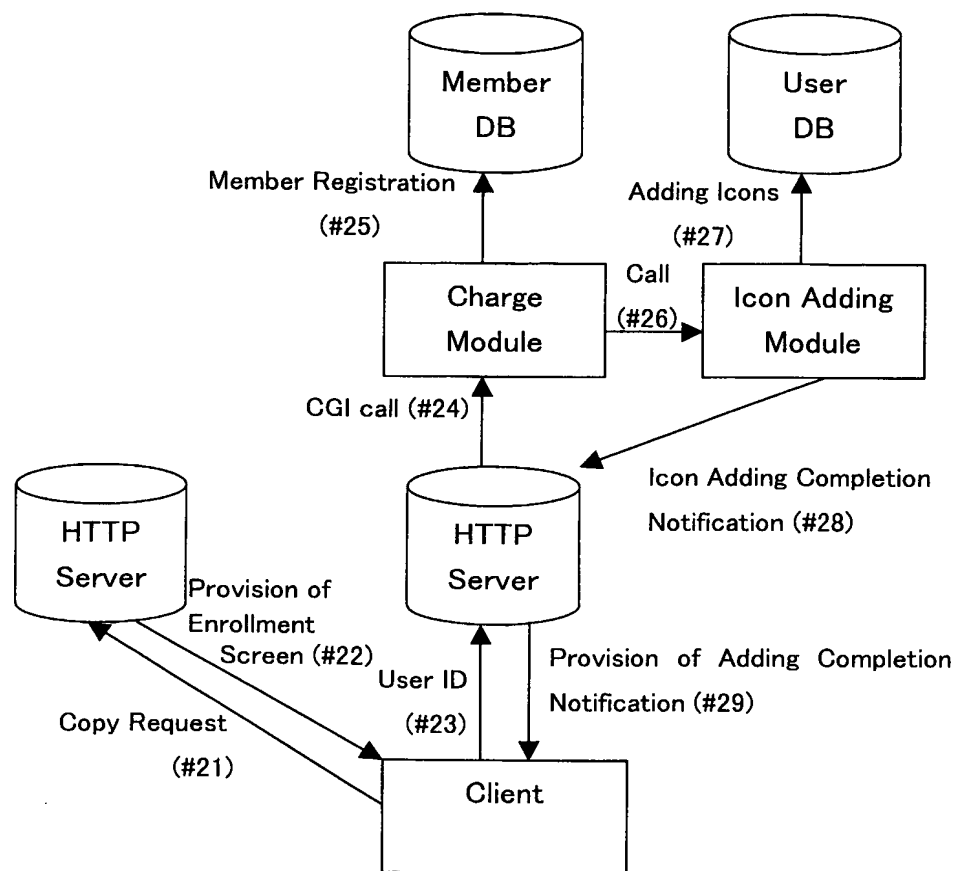 Member
DB
User
DB
Member Registration
(#25)
Adding Icons
(#27)
Charge
Module
Call
(#26)
Icon Adding
Module
CGI call (#24)
Icon Adding Completion
Notification (#28)
HTTP
Server
HTTP
Server
Provision of
Enrollment
Screen (#22)
User ID
(#23)
Provision of Adding Completion
Notification (#29)
Copy Request
(#21)
Client